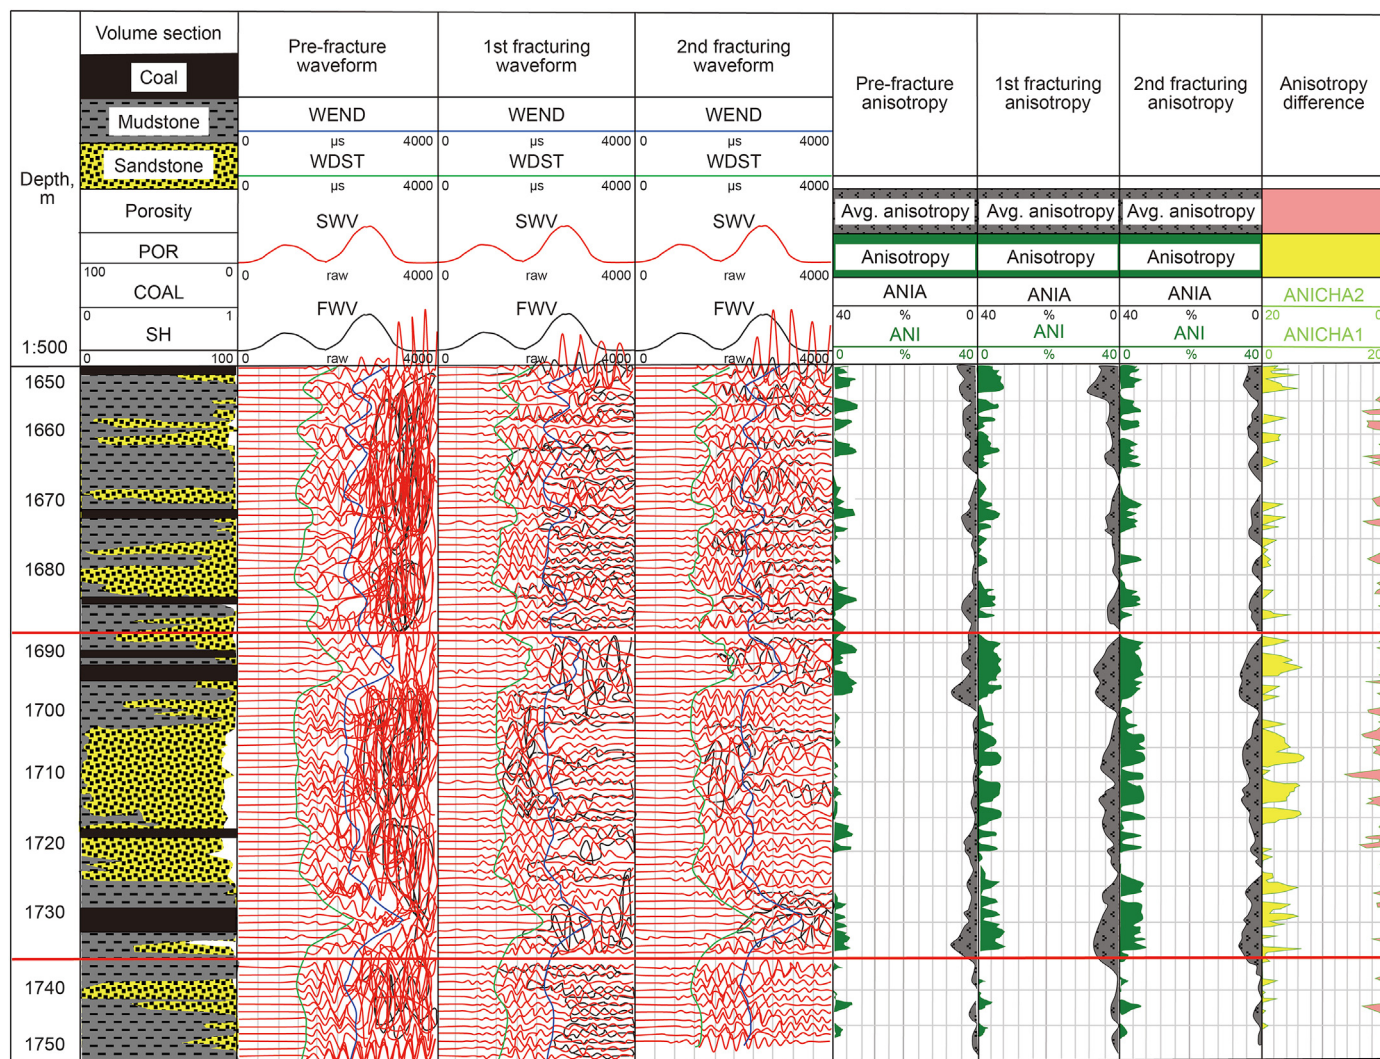 Depth,
m
1:500
Volume section
Coal
Mudstone
Sandstone
Porosity
POR
100 0
COAL
0 1
SH
0 100
Pre-fracture
waveform
WEND
0 µs 4000
WDST
0 µs 4000
SWV
0 raw 4000
FWV
0 raw 4000
1st fracturing
waveform
WEND
0 µs 4000
WDST
0 µs 4000
SWV
0 raw 4000
FWV
0 raw 4000
2nd fracturing
waveform
WEND
0 µs 4000
WDST
0 µs 4000
SWV
0 raw 4000
FWV
0 raw 4000
Pre-fracture
anisotropy
Avg. anisotropy
Anisotropy
ANIA
40 % 0
ANI
0 % 40
1st fracturing
anisotropy
Avg. anisotropy
Anisotropy
ANIA
40 % 0
ANI
0 % 40
2nd fracturing
anisotropy
Avg. anisotropy
Anisotropy
ANIA
40 % 0
ANI
0 % 40
Anisotropy
difference
ANICHA2
20 0
ANICHA1
0 20
1650
1660
1670
1680
1690
1700
1710
1720
1730
1740
1750